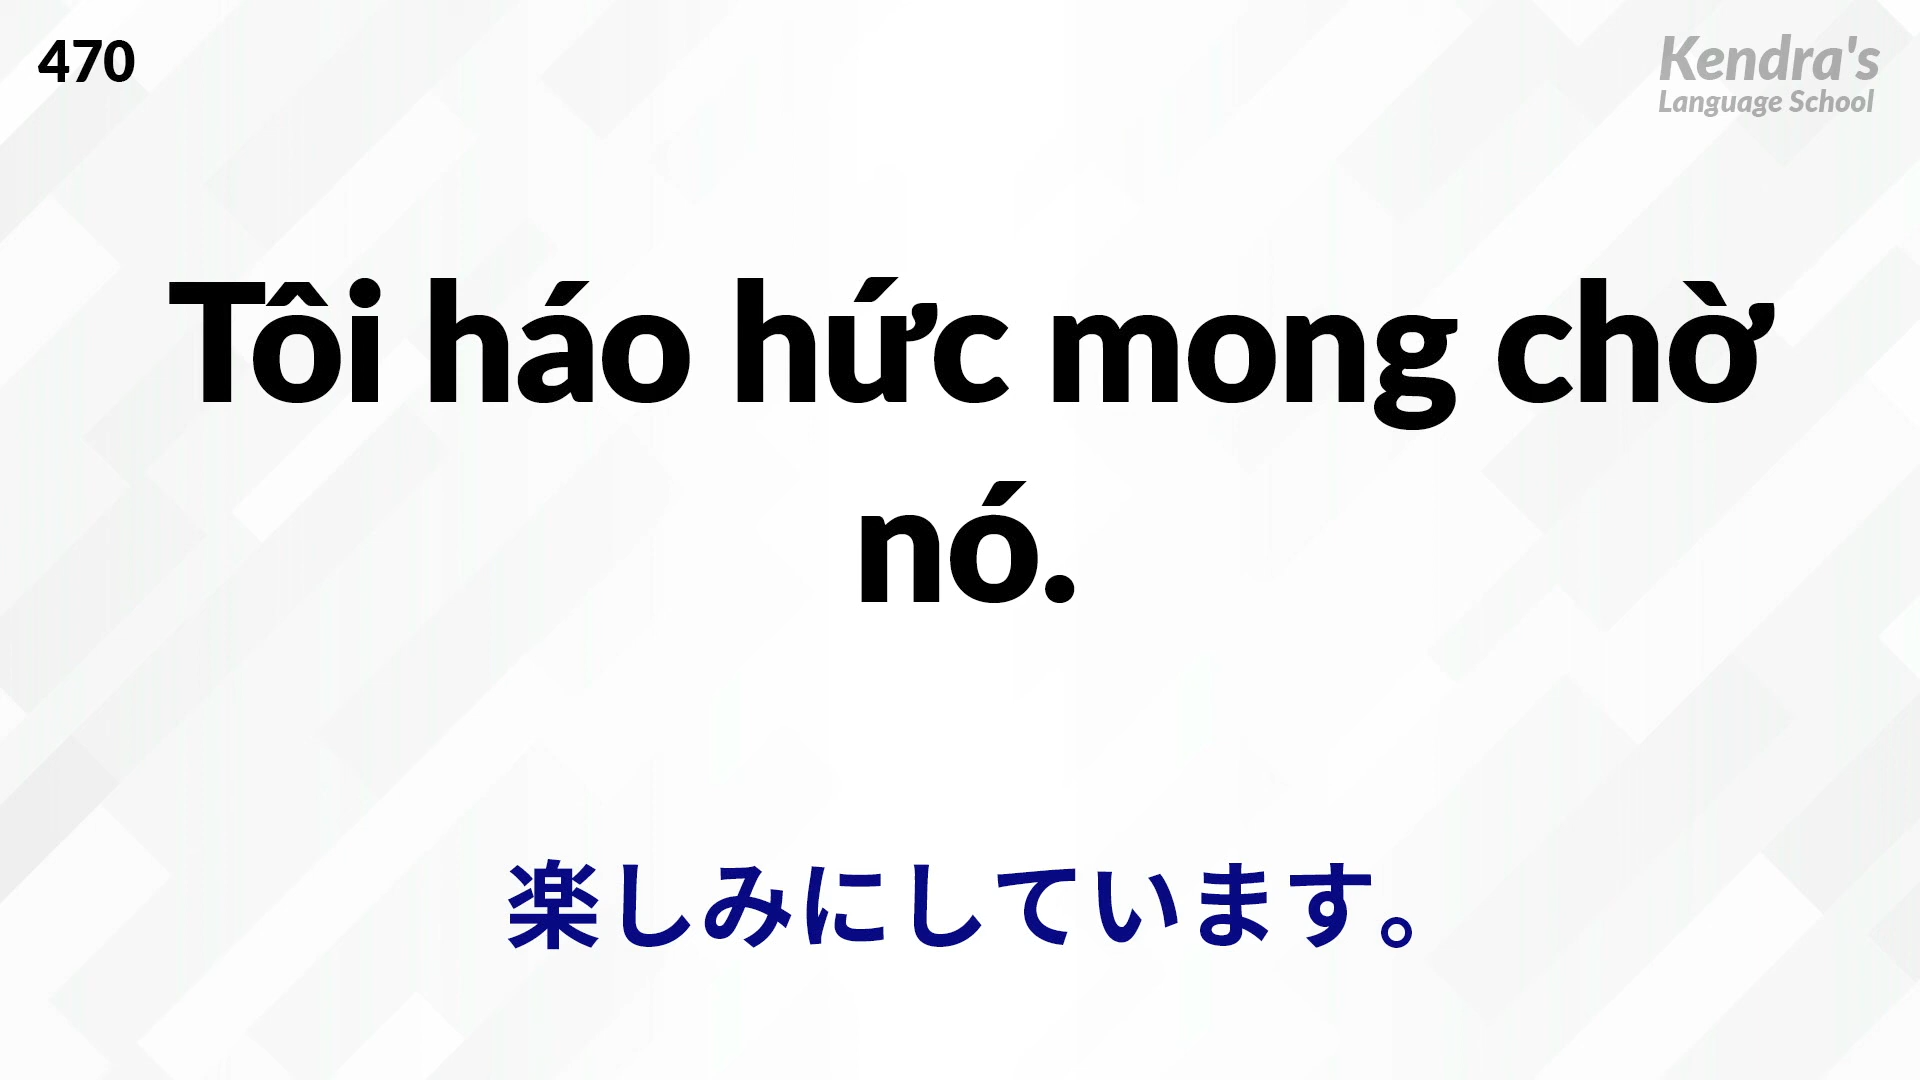 470
Kendra's
Language School
Tôi háo hức mong chờ
nó.
楽しみにしています。